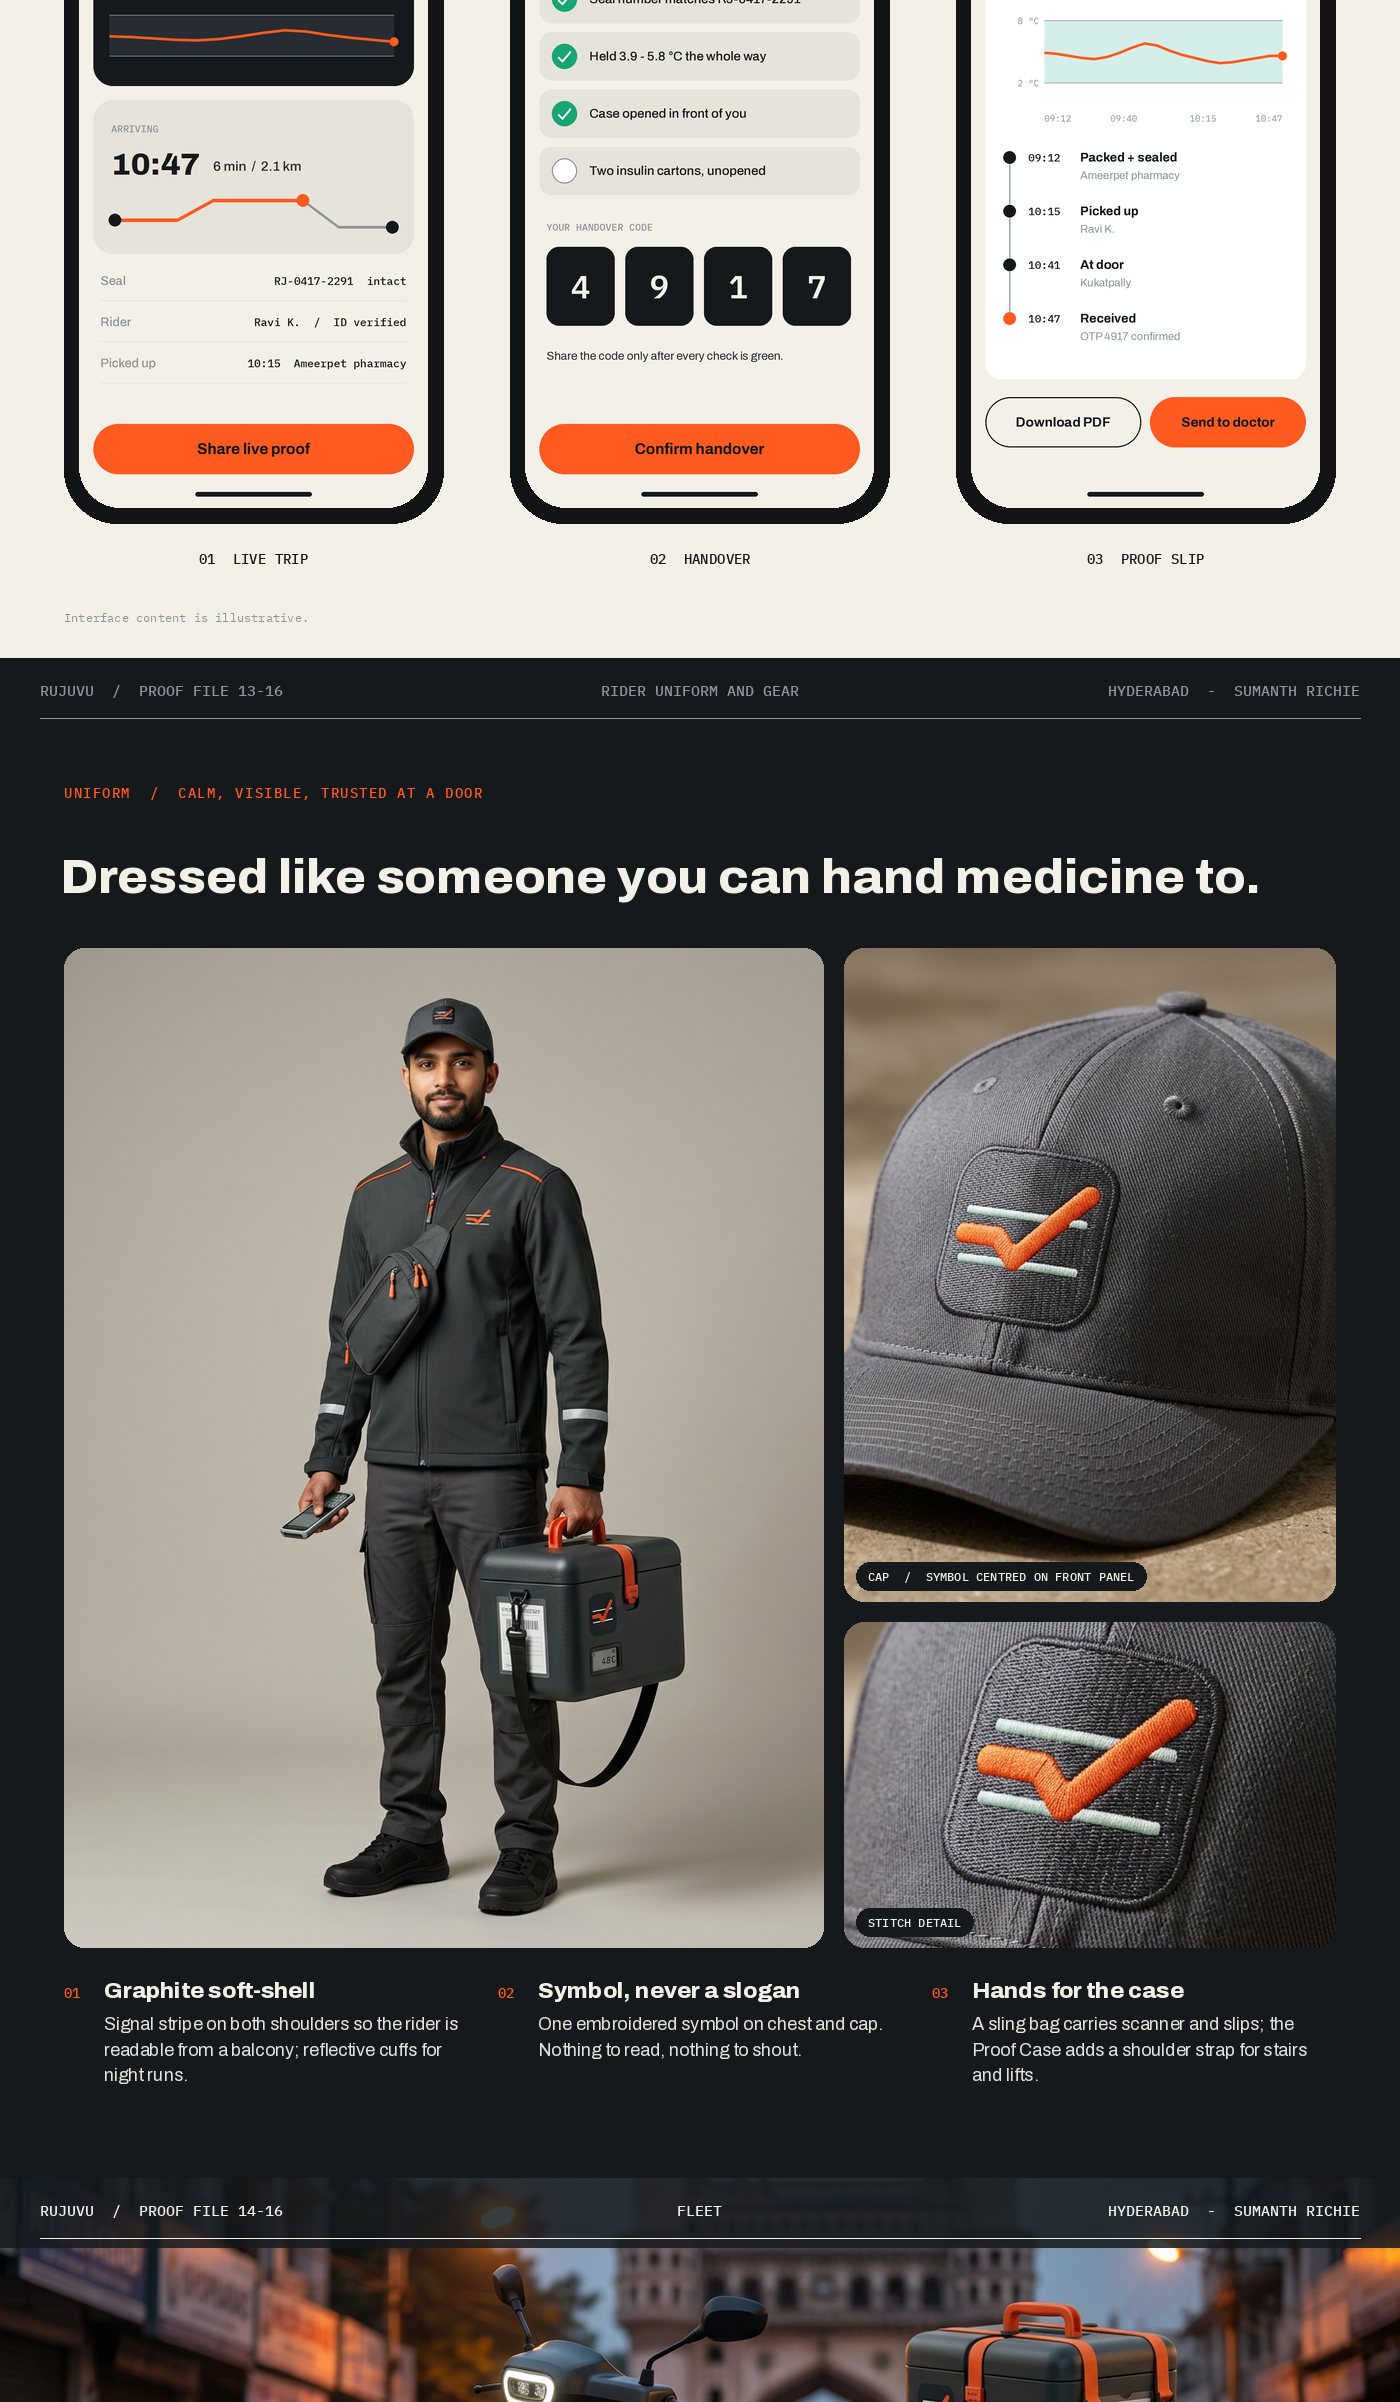 Seal number matches RJ-0417-2291
ARRIVING
10:47 6 min / 2.1 km
Seal RJ-0417-2291 intact
Rider Ravi K. / ID verified
Picked up 10:15 Ameerpet pharmacy
Share live proof
01 LIVE TRIP
Held 3.9 - 5.8 °C the whole way
Case opened in front of you
Two insulin cartons, unopened
YOUR HANDOVER CODE
4 9 1 7
Share the code only after every check is green.
Confirm handover
02 HANDOVER
8 °C
2 °C
09:12 09:40 10:15 10:47
09:12 Packed + sealed
Ameerpet pharmacy
10:15 Picked up
Ravi K.
10:41 At door
Kukatpally
10:47 Received
OTP 4917 confirmed
Download PDF Send to doctor
03 PROOF SLIP
Interface content is illustrative.
RUJUVU / PROOF FILE 13-16 RIDER UNIFORM AND GEAR HYDERABAD - SUMANTH RICHIE
UNIFORM / CALM, VISIBLE, TRUSTED AT A DOOR
Dressed like someone you can hand medicine to.
CAP / SYMBOL CENTRED ON FRONT PANEL
STITCH DETAIL
01 Graphite soft-shell
Signal stripe on both shoulders so the rider is
readable from a balcony; reflective cuffs for
night runs.
02 Symbol, never a slogan
One embroidered symbol on chest and cap.
Nothing to read, nothing to shout.
03 Hands for the case
A sling bag carries scanner and slips; the
Proof Case adds a shoulder strap for stairs
and lifts.
RUJUVU / PROOF FILE 14-16 FLEET HYDERABAD - SUMANTH RICHIE